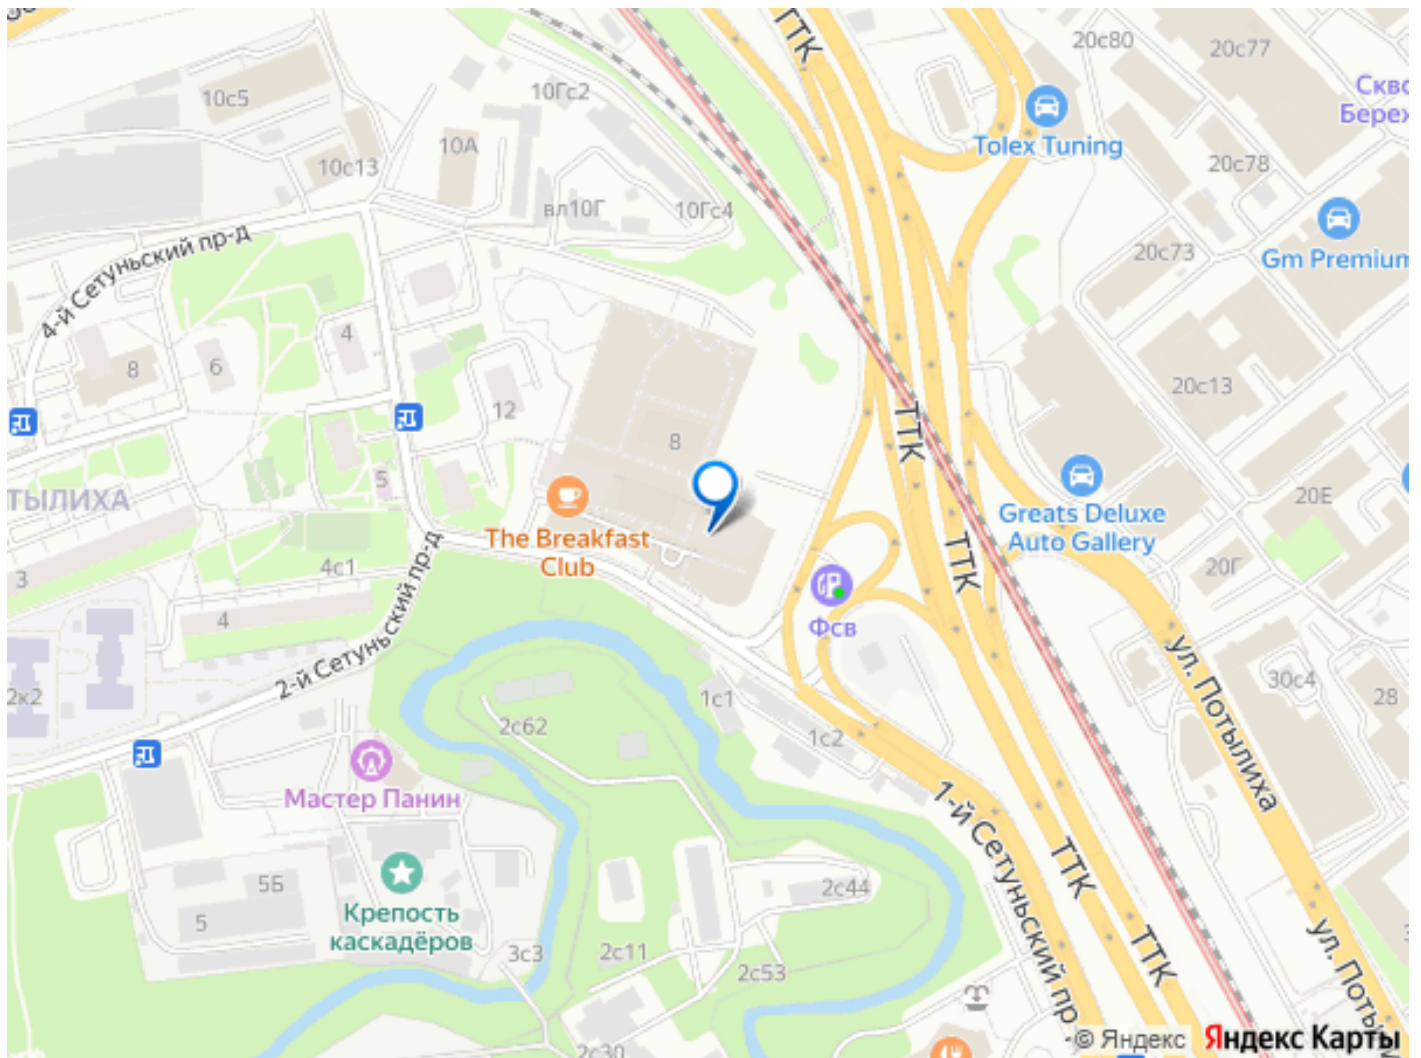 ТТК
20с80
20с77
Скво
Береж
10с5
10Гс2
Tolex Tuning
10А
10с13
20с78
вл10Г
10Гс4
4-й Сетуньский пр-д
20с73
Gm Premium
4
8
6
20с13
12
ТТК
8
5
ТЫЛИХА
20Е
The Breakfast
Club
Greats Deluxe
Auto Gallery
ТТК
3
4с1
20Г
4
Фсв
2-й Сетуньский пр-д
ул. Потылиха
2к2
1с1
30с4
28
2с62
1с2
Мастер Панин
1-й Сетуньский пр
ТТК
5Б
2с44
5
Крепость
каскадёров
3с3
2с11
2с53
ТТК
ул. Поты
2с30
© Яндекс
Яндекс Карты